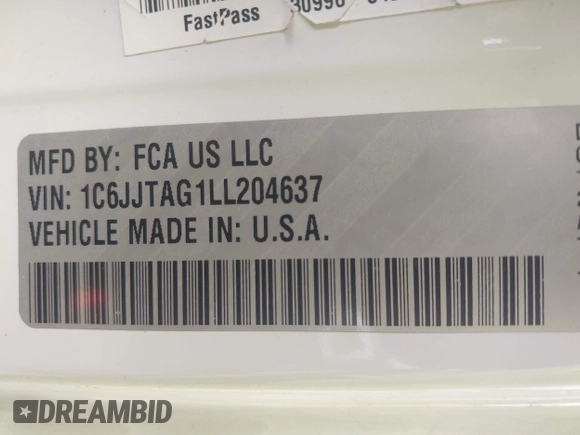 FastPass
MFD BY: FCA US LLC
VIN: 1C6JJTAG1LL204637
VEHICLE MADE IN: U.S.A.
DREAMBID